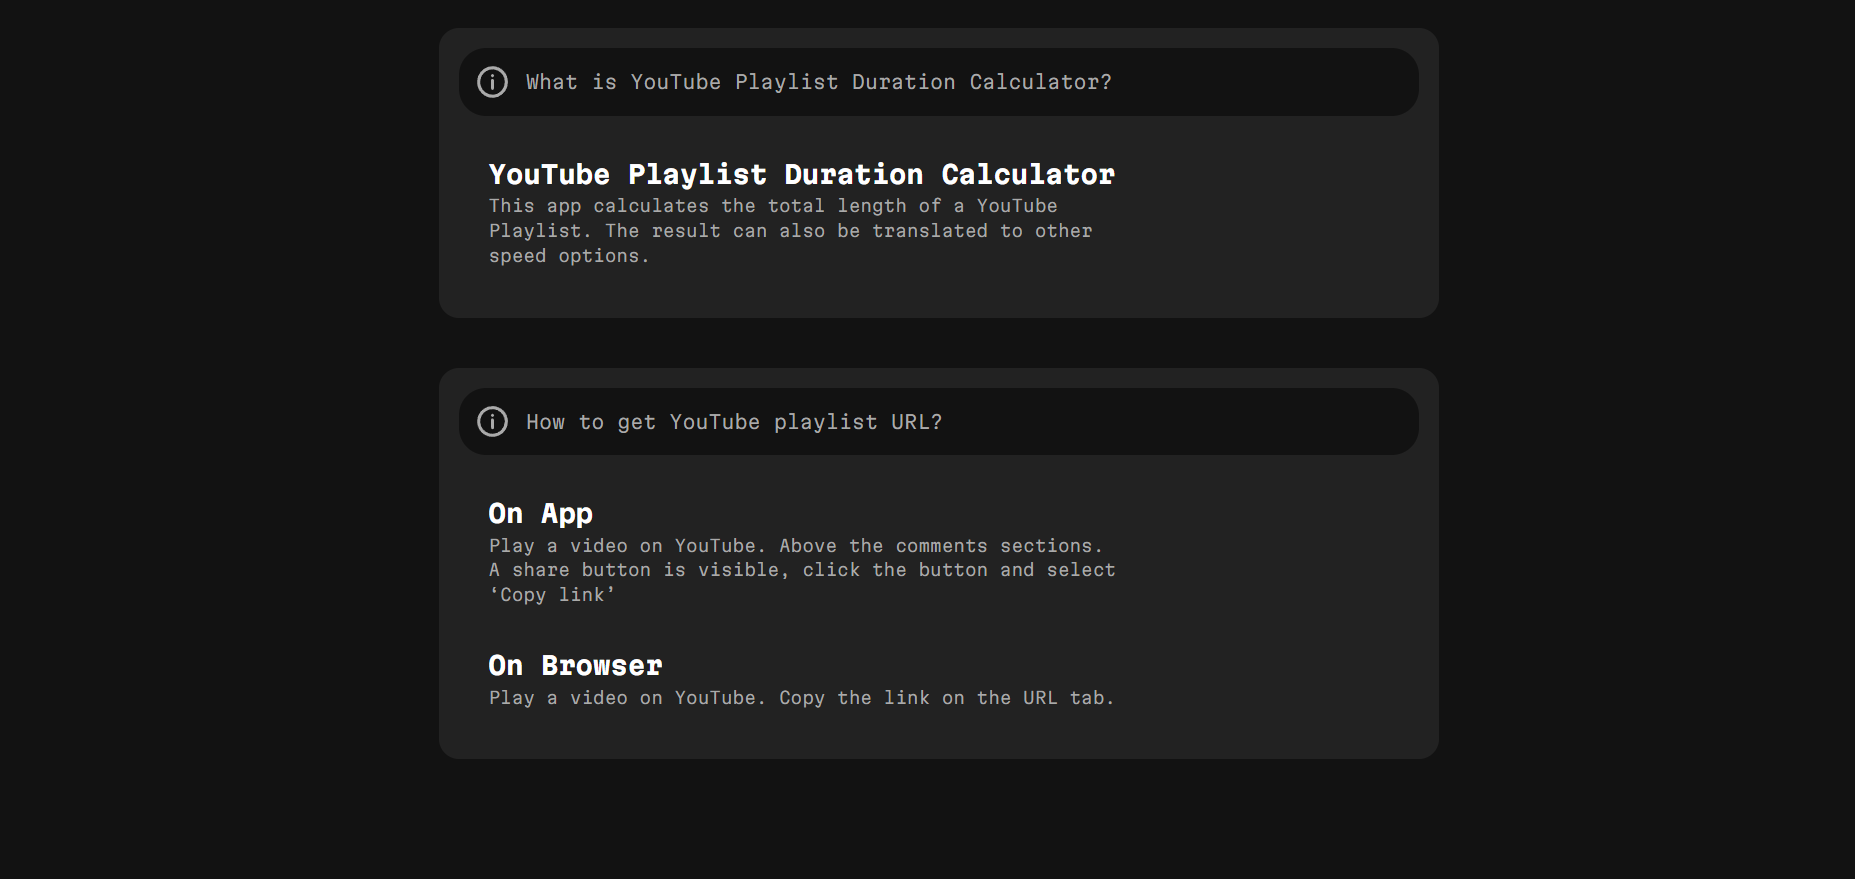 What is YouTube Playlist Duration Calculator?
YouTube Playlist Duration Calculator
This app calculates the total length of a YouTube
Playlist. The result can also be translated to other
speed options.
How to get YouTube playlist URL?
On App
Play a video on YouTube. Above the comments sections.
A share button is visible, click the button and select
‘Copy link’
On Browser
Play a video on YouTube. Copy the link on the URL tab.